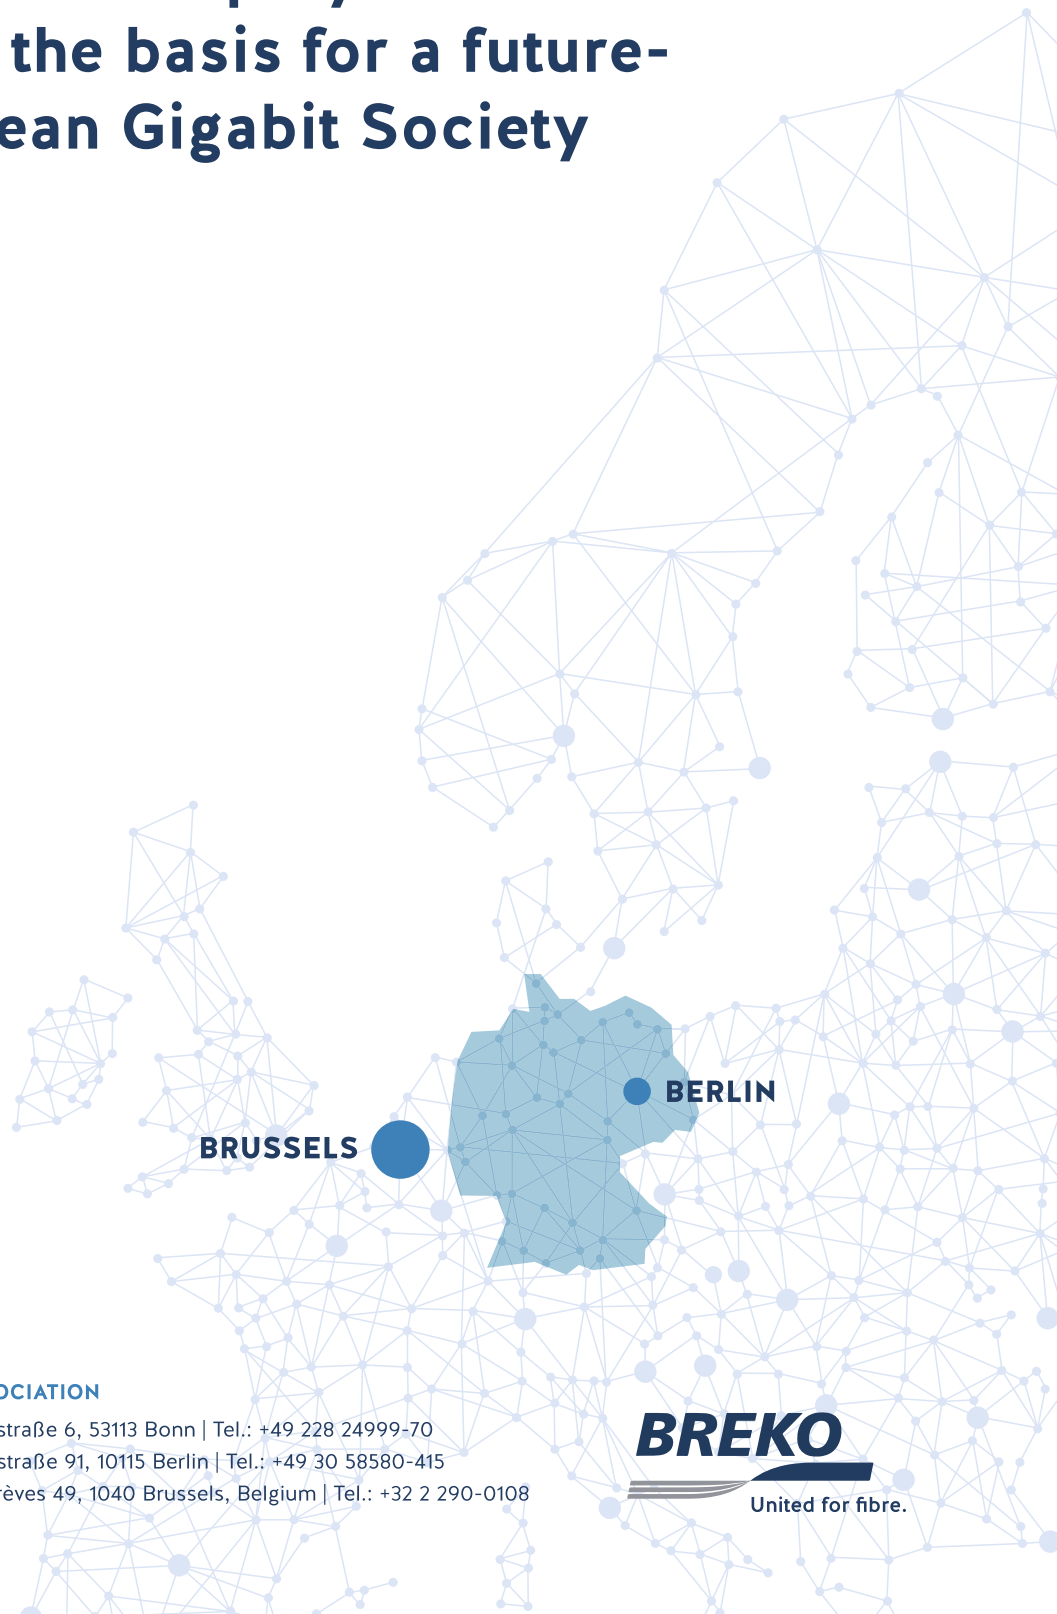 the basis for a future-
ean Gigabit Society
BERLIN
BRUSSELS
OCIATION
straße 6, 53113 Bonn | Tel.: +49 228 24999-70
straße 91, 10115 Berlin | Tel.: +49 30 58580-415
rèves 49, 1040 Brussels, Belgium | Tel.: +32 2 290-0108
BREKO
United for fibre.